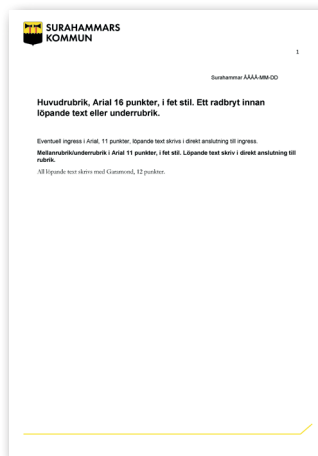 SURAHAMMARS
KOMMUN
1
Surahammar ÅÅÅÅ-MM-DD
Huvudrubrik, Arial 16 punkter, i fet stil. Ett radbryt innan
löpande text eller underrubrik.
Eventuell ingress i Arial, 11 punkter, löpande text skrivs i direkt anslutning till ingress.
Mellanrubrik/underrubrik i Arial 11 punkter, i fet stil. Löpande text skriv i direkt anslutning till
rubrik.
All löpande text skrivs med Garamond, 12 punkter.